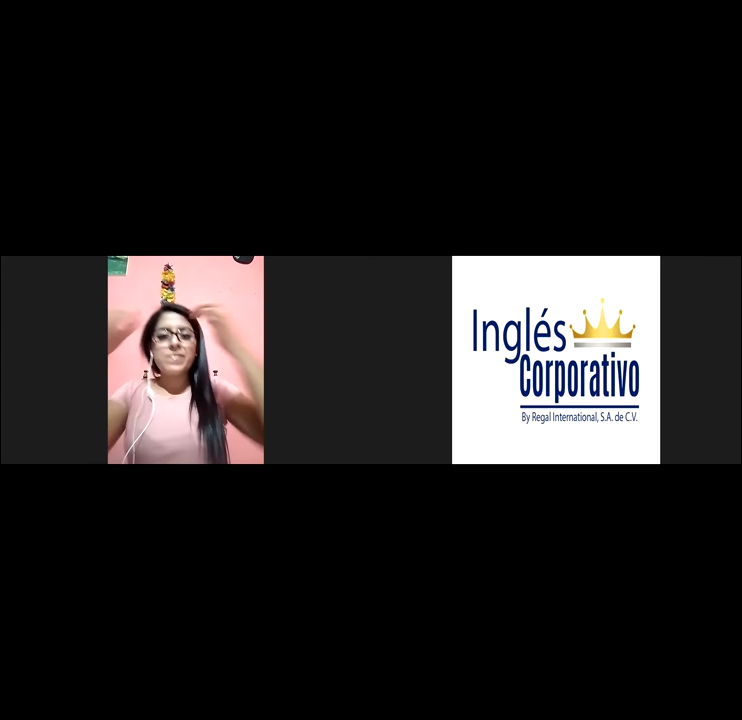 Inglés
Corporativo
By Regal International, S.A. de C.V.